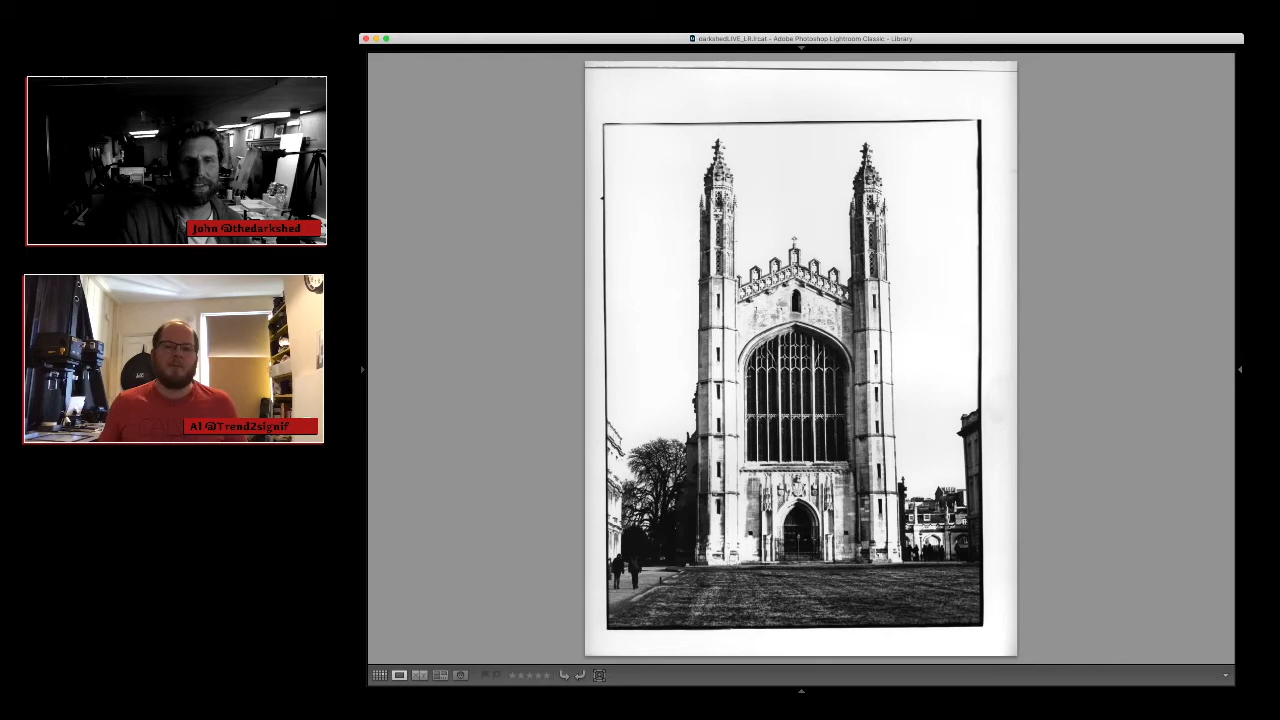 darkshedLIVE_LR.lrcat - Adobe Photoshop Lightroom Classic - Library
John @thedarkshed
Al @Trend2signif